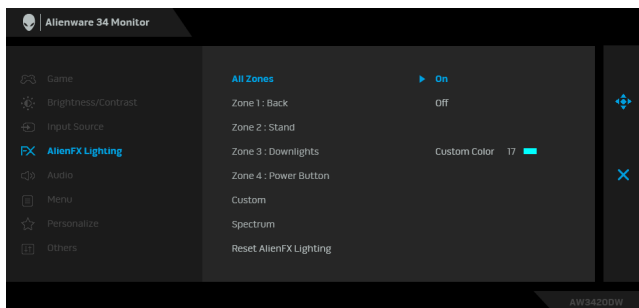 Alienware 34 Monitor
Game
Brightness/Contrast
Input Source
AlienFX Lighting
Audio
Menu
Personalize
Others
All Zones
On
Zone 1 : Back
Off
Zone 2 : Stand
Zone 3 : Downlights
Custom Color 17
Zone 4 : Power Button
Custom
Spectrum
Reset AlienFX Lighting
AW3420DW